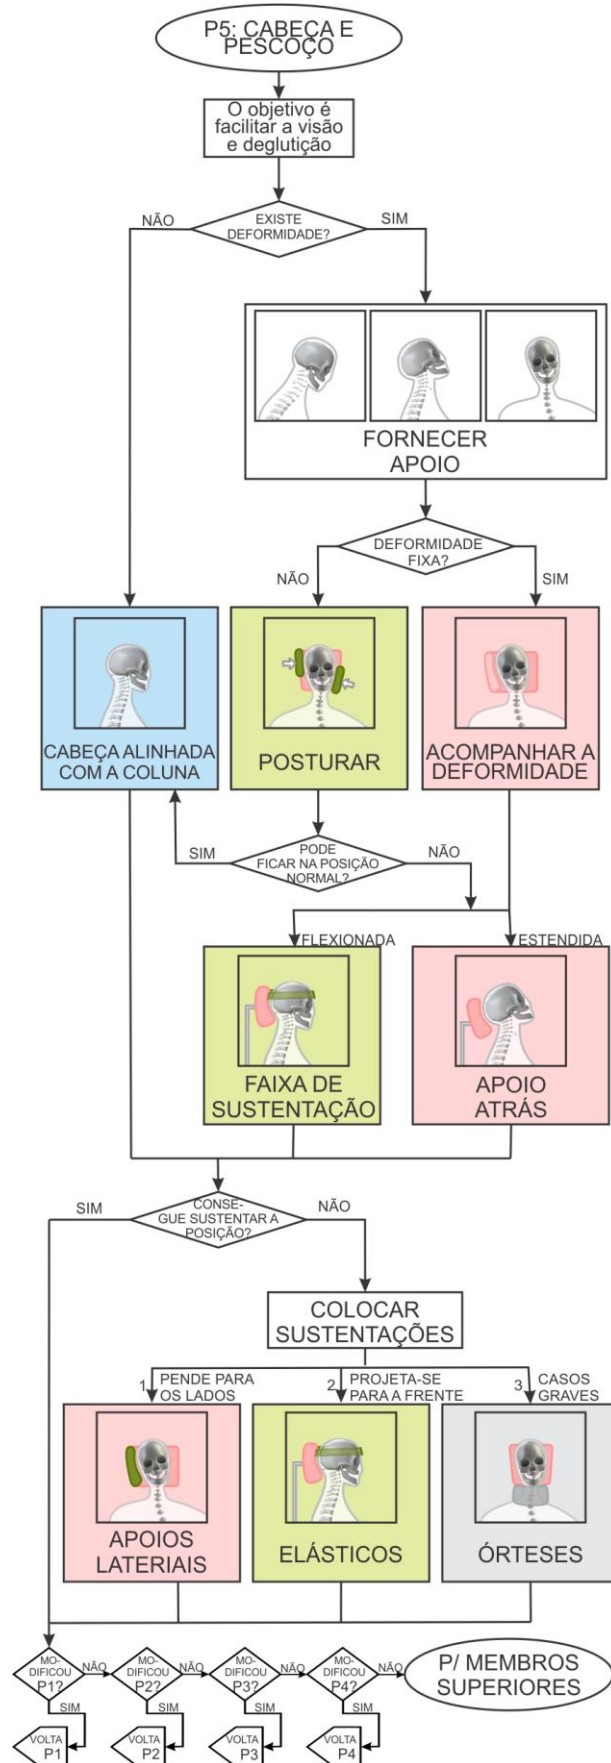 P5: CABEÇA E
PESCOÇO
O objetivo é
facilitar a visão
e deglutição
NÃO
EXISTE
DEFORMIDADE?
SIM
FORNECER
APOIO
DEFORMIDADE
FIXA?
NÃO
SIM
CABEÇA ALINHADA
COM A COLUNA
POSTURAR
ACOMPANHAR A
DEFORMIDADE
SIM
PODE
FICAR NA POSIÇÃO
NORMAL?
NÃO
FLEXIONADA
ESTENDIDA
FAIXA DE
SUSTENTAÇÃO
APOIO
ATRÁS
SIM
CONSE-
GUE SUSTENTAR A
POSIÇÃO?
NÃO
COLOCAR
SUSTENTAÇÕES
1 PENDE PARA
OS LADOS
2 PROJETA-SE
PARA A FRENTE
3 CASOS
GRAVES
APOIOS
LATERIAIS
ELÁSTICOS
ÓRTESES
MO-
DIFICOU
P1?
NÃO
MO-
DIFICOU
P2?
NÃO
MO-
DIFICOU
P3?
NÃO
MO-
DIFICOU
P4?
NÃO
P/ MEMBROS
SUPERIORES
SIM
SIM
SIM
SIM
VOLTA
P1
VOLTA
P2
VOLTA
P3
VOLTA
P4